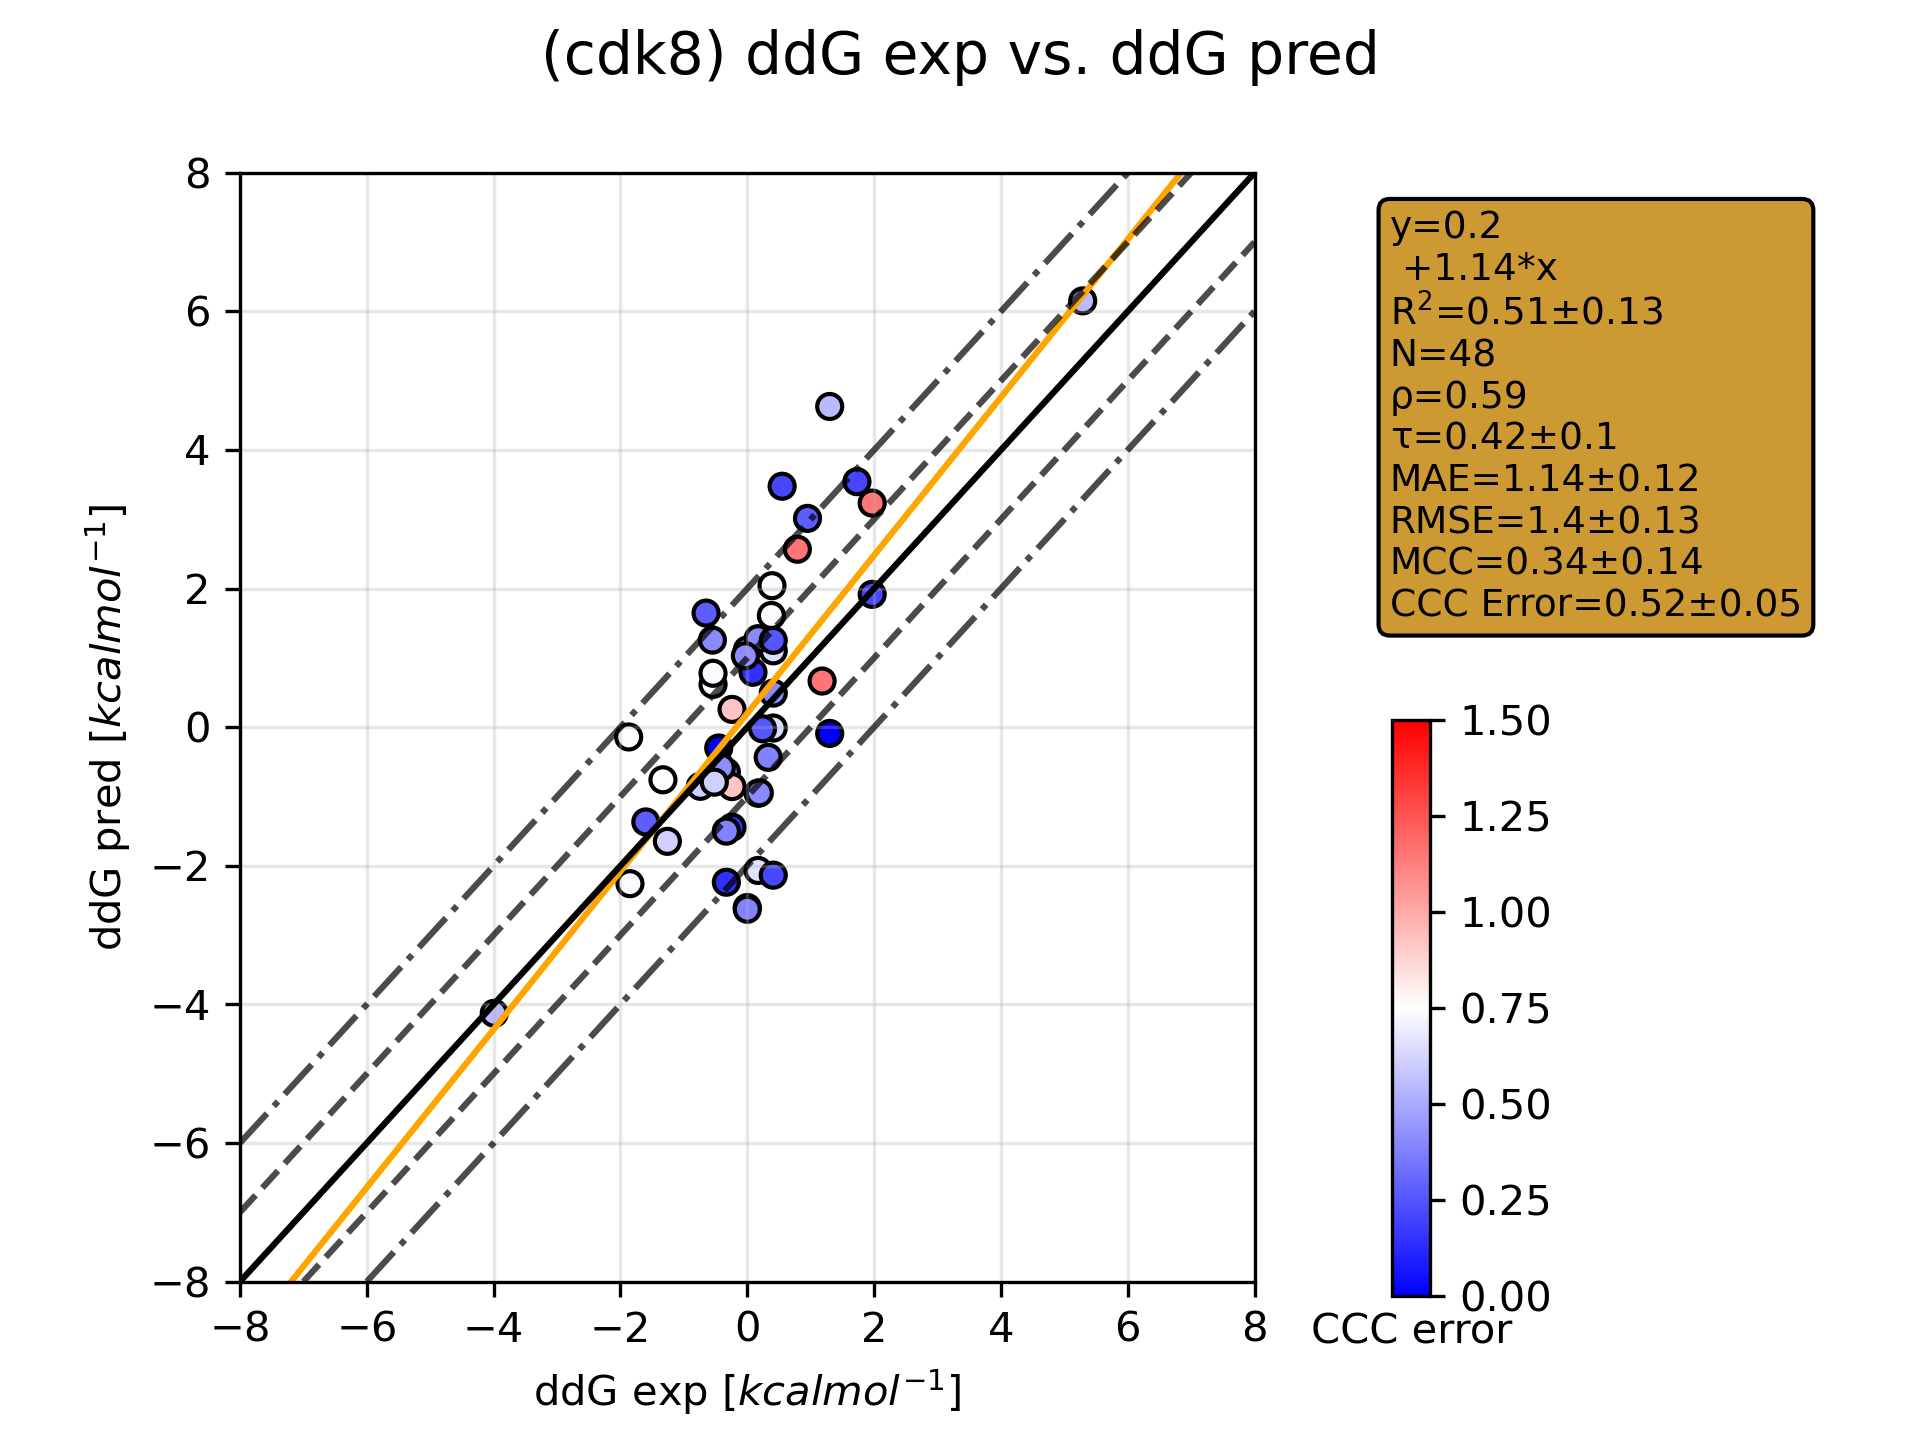 (cdk8) ddG exp vs. ddG pred
8
6
4
2
0
−2
−4
−6
−8
ddG pred [kcalmol⁻¹]
−8 −6 −4 −2 0 2 4 6 8
ddG exp [kcalmol⁻¹]
y=0.2
+1.14*x
R²=0.51±0.13
N=48
ρ=0.59
τ=0.42±0.1
MAE=1.14±0.12
RMSE=1.4±0.13
MCC=0.34±0.14
CCC Error=0.52±0.05
1.50
1.25
1.00
0.75
0.50
0.25
0.00
CCC error